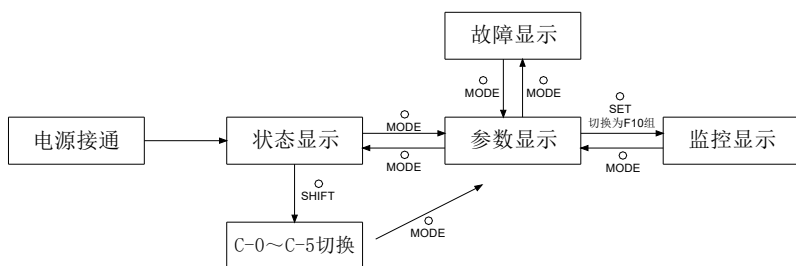 故障显示
MODE
MODE
SET
切换为F10组
电源接通
状态显示
MODE
MODE
参数显示
监控显示
MODE
SHIFT
C-0～C-5切换
MODE